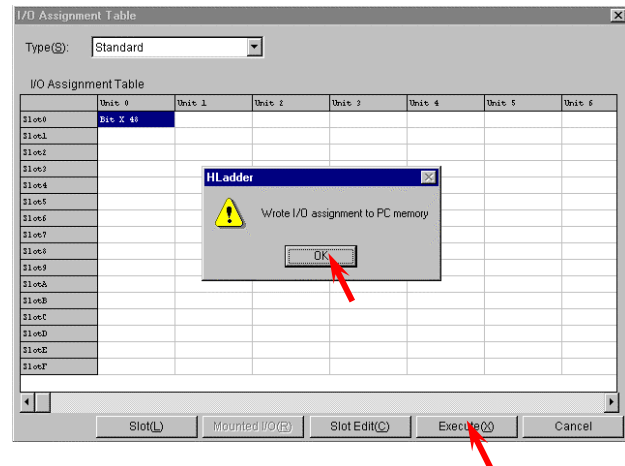 I/O Assignment Table
Type(S): Standard
I/O Assignment Table
Unit 0 Unit 1 Unit 2 Unit 3 Unit 4 Unit 5 Unit 6
Slot0 Bit X 48
Slot1
Slot2
Slot3
Slot4
Slot5
Slot6
Slot7
Slot8
Slot9
SlotA
SlotB
SlotC
SlotD
SlotE
SlotF
HLadder
Wrote I/O assignment to PC memory
OK
Slot(L) Mounted I/O(R) Slot Edit(C) Execute(X) Cancel